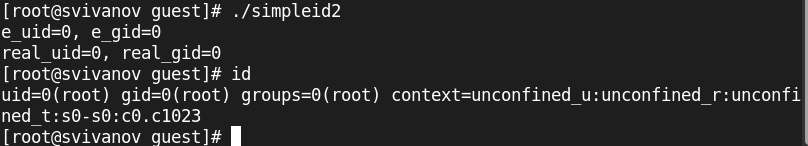 [root@svivanov guest]# ./simpleid2
e_uid=0, e_gid=0
real_uid=0, real_gid=0
[root@svivanov guest]# id
uid=0(root) gid=0(root) groups=0(root) context=unconfined_u:unconfined_r:unconfi
ned_t:s0-s0:c0.c1023
[root@svivanov guest]#